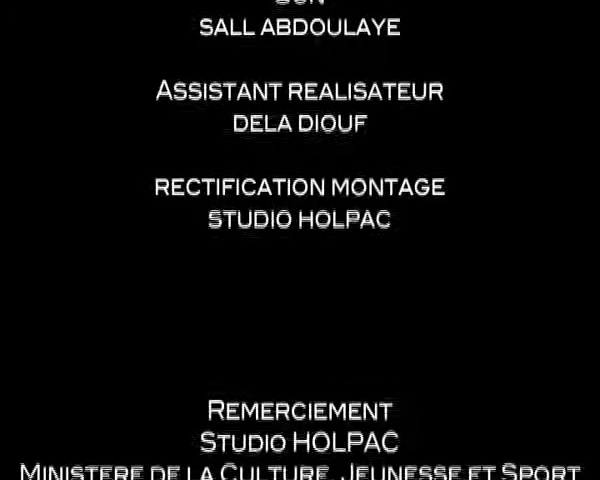 SON
SALL ABDOULAYE
ASSISTANT REALISATEUR
DELA DIOUF
RECTIFICATION MONTAGE
STUDIO HOLPAC
REMERCIEMENT
STUDIO HOLPAC
MINISTERE DE LA CULTURE, JEUNESSE ET SPORT